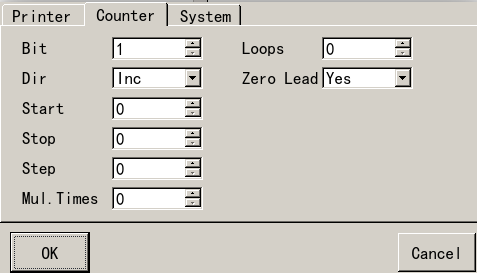 Printer Counter System
Bit 1 Loops 0
Dir Inc Zero Lead Yes
Start 0
Stop 0
Step 0
Mul.Times 0
OK Cancel